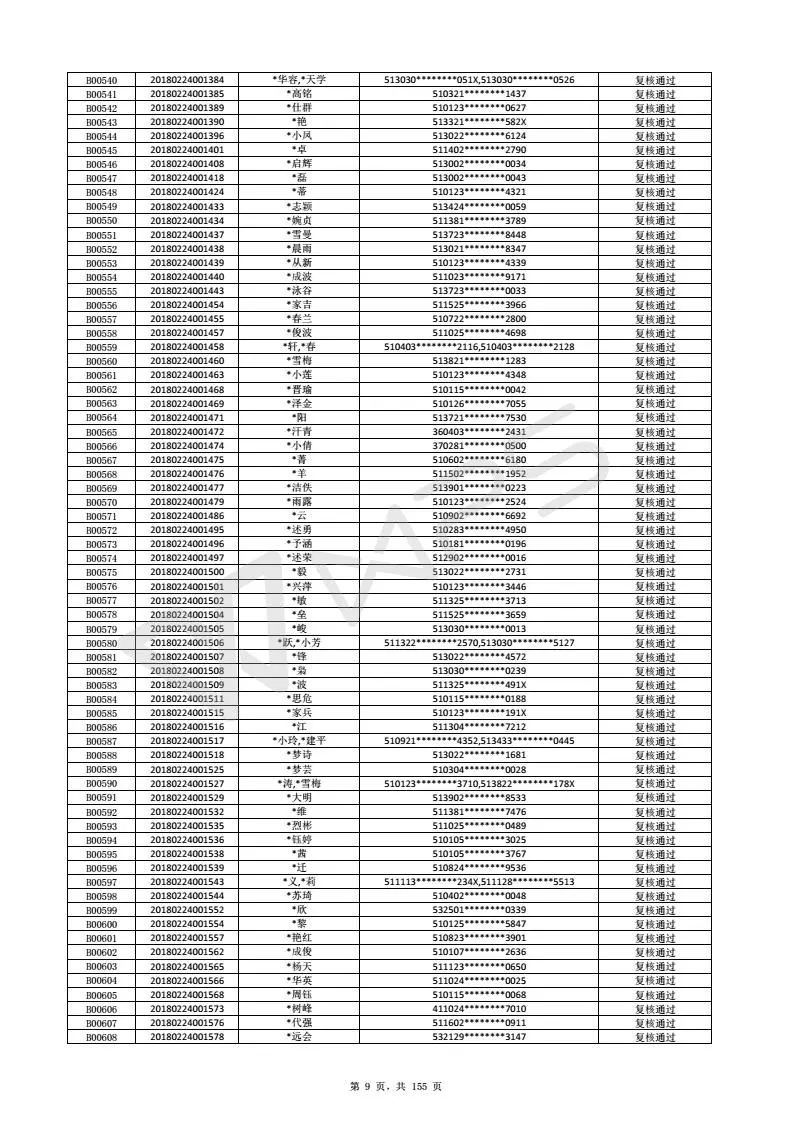 B00540 20180224001384 *华容,*天学 513030********051X,513030********0526 复核通过
B00541 20180224001385 *高铭 510321********1437 复核通过
B00542 20180224001389 *仕群 510123********0627 复核通过
B00543 20180224001390 *艳 513321********582X 复核通过
B00544 20180224001396 *小凤 513022********6124 复核通过
B00545 20180224001401 *卓 511402********2790 复核通过
B00546 20180224001408 *启辉 513002********0034 复核通过
B00547 20180224001418 *磊 513002********0043 复核通过
B00548 20180224001424 *蒂 510123********4321 复核通过
B00549 20180224001433 *志颖 513424********0059 复核通过
B00550 20180224001434 *婉贞 511381********3789 复核通过
B00551 20180224001437 *雪曼 513723********8448 复核通过
B00552 20180224001438 *晨雨 513021********8347 复核通过
B00553 20180224001439 *从新 510123********4339 复核通过
B00554 20180224001440 *成波 511023********9171 复核通过
B00555 20180224001443 *泳谷 513723********0033 复核通过
B00556 20180224001454 *家吉 511525********3966 复核通过
B00557 20180224001455 *春兰 510722********2800 复核通过
B00558 20180224001457 *俊波 511025********4698 复核通过
B00559 20180224001458 *轩,*春 510403********2116,510403********2128 复核通过
B00560 20180224001460 *雪梅 513821********1283 复核通过
B00561 20180224001463 *小莲 510123********4348 复核通过
B00562 20180224001468 *晋瑜 510115********0042 复核通过
B00563 20180224001469 *泽金 510126********7055 复核通过
B00564 20180224001471 *阳 513721********7530 复核通过
B00565 20180224001472 *汗青 360403********2431 复核通过
B00566 20180224001474 *小倩 370281********0500 复核通过
B00567 20180224001475 *菁 510602********6180 复核通过
B00568 20180224001476 *羊 511502********1952 复核通过
B00569 20180224001477 *洁佚 513901********0223 复核通过
B00570 20180224001479 *雨露 510123********2524 复核通过
B00571 20180224001486 *云 510902********6692 复核通过
B00572 20180224001495 *述勇 510283********4950 复核通过
B00573 20180224001496 *予涵 510181********0196 复核通过
B00574 20180224001497 *述荣 512902********0016 复核通过
B00575 20180224001500 *毅 513022********2731 复核通过
B00576 20180224001501 *兴萍 510123********3446 复核通过
B00577 20180224001502 *敏 511325********3713 复核通过
B00578 20180224001504 *垒 511525********3659 复核通过
B00579 20180224001505 *峻 513030********0013 复核通过
B00580 20180224001506 *跃,*小芳 511322********2570,513030********5127 复核通过
B00581 20180224001507 *锋 513022********4572 复核通过
B00582 20180224001508 *枭 513030********0239 复核通过
B00583 20180224001509 *波 511325********491X 复核通过
B00584 20180224001511 *思危 510115********0188 复核通过
B00585 20180224001515 *家兵 510123********191X 复核通过
B00586 20180224001516 *江 511304********7212 复核通过
B00587 20180224001517 *小玲,*建平 510921********4352,513433********0445 复核通过
B00588 20180224001518 *梦诗 513022********1681 复核通过
B00589 20180224001525 *梦芸 510304********0028 复核通过
B00590 20180224001527 *涛,*雪梅 510123********3710,513822********178X 复核通过
B00591 20180224001529 *大明 513902********8533 复核通过
B00592 20180224001532 *维 511381********7476 复核通过
B00593 20180224001535 *烈彬 511025********0489 复核通过
B00594 20180224001536 *钰婷 510105********3025 复核通过
B00595 20180224001538 *茜 510105********3767 复核通过
B00596 20180224001539 *迁 510824********9536 复核通过
B00597 20180224001543 *义,*莉 511113********234X,511128********5513 复核通过
B00598 20180224001544 *苏琦 510402********0048 复核通过
B00599 20180224001552 *欣 532501********0339 复核通过
B00600 20180224001554 *黎 510125********5847 复核通过
B00601 20180224001557 *艳红 510823********3901 复核通过
B00602 20180224001562 *成俊 510107********2636 复核通过
B00603 20180224001565 *杨天 511123********0650 复核通过
B00604 20180224001566 *华英 511024********0025 复核通过
B00605 20180224001568 *周钰 510115********0068 复核通过
B00606 20180224001573 *树峰 411024********7010 复核通过
B00607 20180224001576 *代强 511602********0911 复核通过
B00608 20180224001578 *远会 532129********3147 复核通过
WPS
第 9 页，共 155 页